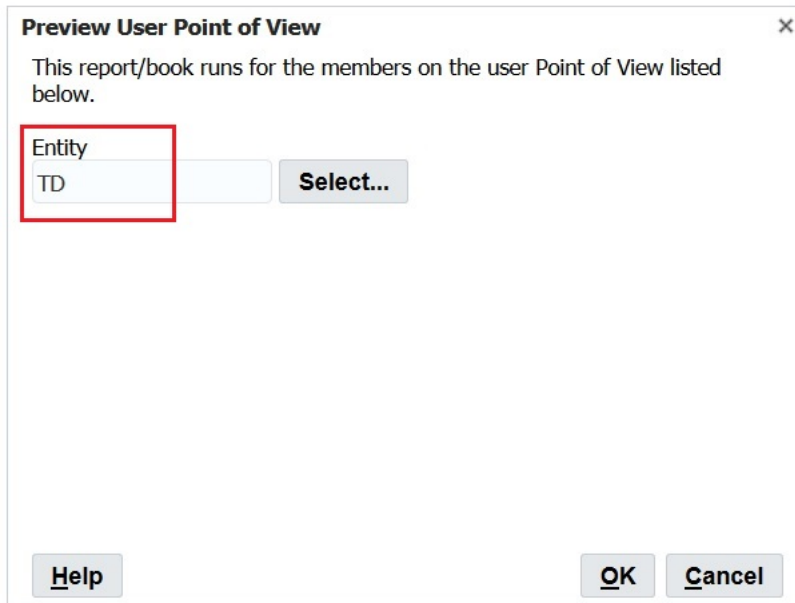 Preview User Point of View
This report/book runs for the members on the user Point of View listed
below.
Entity
TD Select...
Help OK Cancel